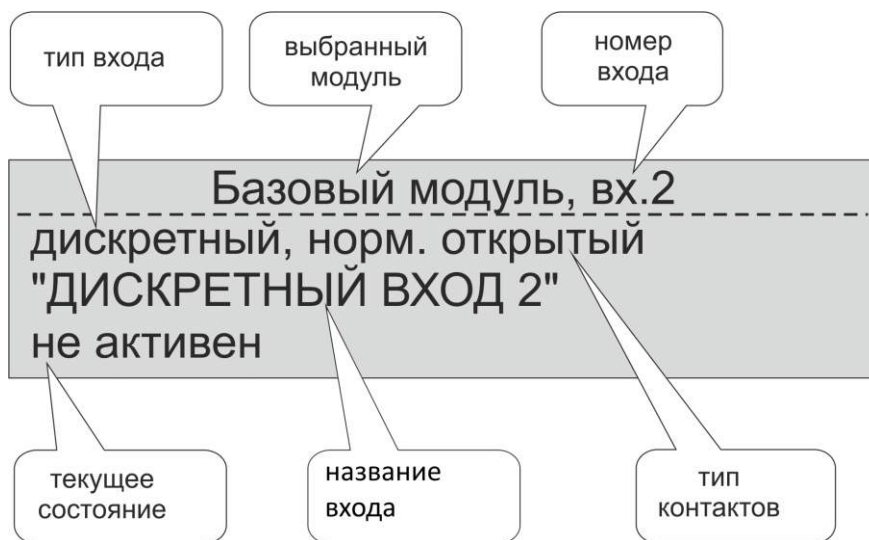 тип входа
выбранный
модуль
номер
входа
Базовый модуль, вх.2
дискретный, норм. открытый
"ДИСКРЕТНЫЙ ВХОД 2"
не активен
текущее
состояние
название
входа
тип
контактов